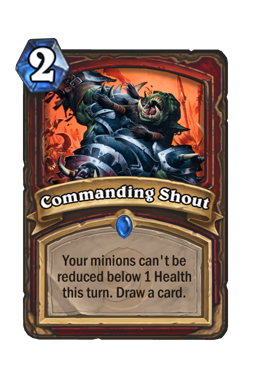 2
Commanding Shout
Your minions can't be
reduced below 1 Health
this turn. Draw a card.